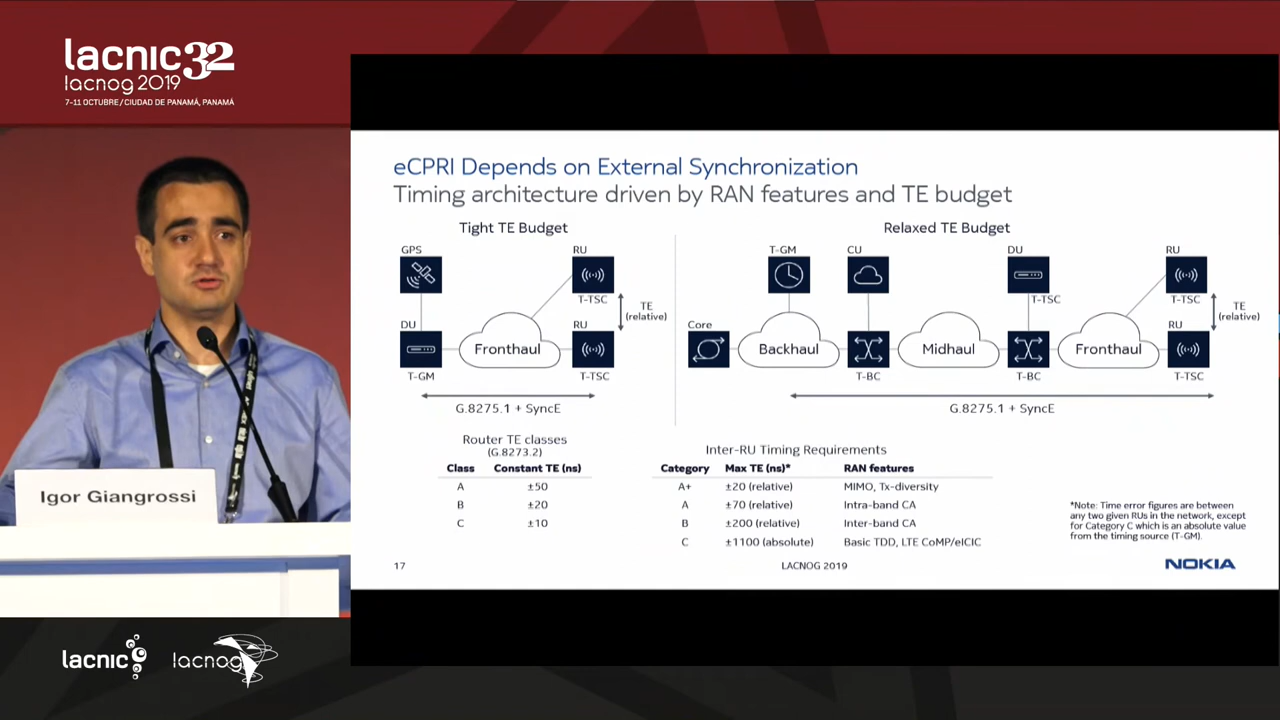 lacnic32
lacnog 2019
7-11 OCTUBRE / CIUDAD DE PANAMÁ, PANAMÁ
Igor Giangrossi
lacnic
lacnog
eCPRI Depends on External Synchronization
Timing architecture driven by RAN features and TE budget
Tight TE Budget
GPS
RU
T-TSC
TE
(relative)
DU
RU
Fronthaul
T-GM
T-TSC
G.8275.1 + SyncE
Relaxed TE Budget
T-GM
CU
DU
RU
T-TSC
T-TSC
TE
(relative)
Core
RU
Backhaul
Midhaul
Fronthaul
T-BC
T-BC
T-TSC
G.8275.1 + SyncE
Router TE classes
(G.8273.2)
Class Constant TE (ns)
A ±50
B ±20
C ±10
Inter-RU Timing Requirements
Category Max TE (ns)* RAN features
A+ ±20 (relative) MIMO, Tx-diversity
A ±70 (relative) Intra-band CA
B ±200 (relative) Inter-band CA
C ±1100 (absolute) Basic TDD, LTE CoMP/eICIC
*Note: Time error figures are between
any two given RUs in the network, except
for Category C which is an absolute value
from the timing source (T-GM).
17
LACNOG 2019
NOKIA